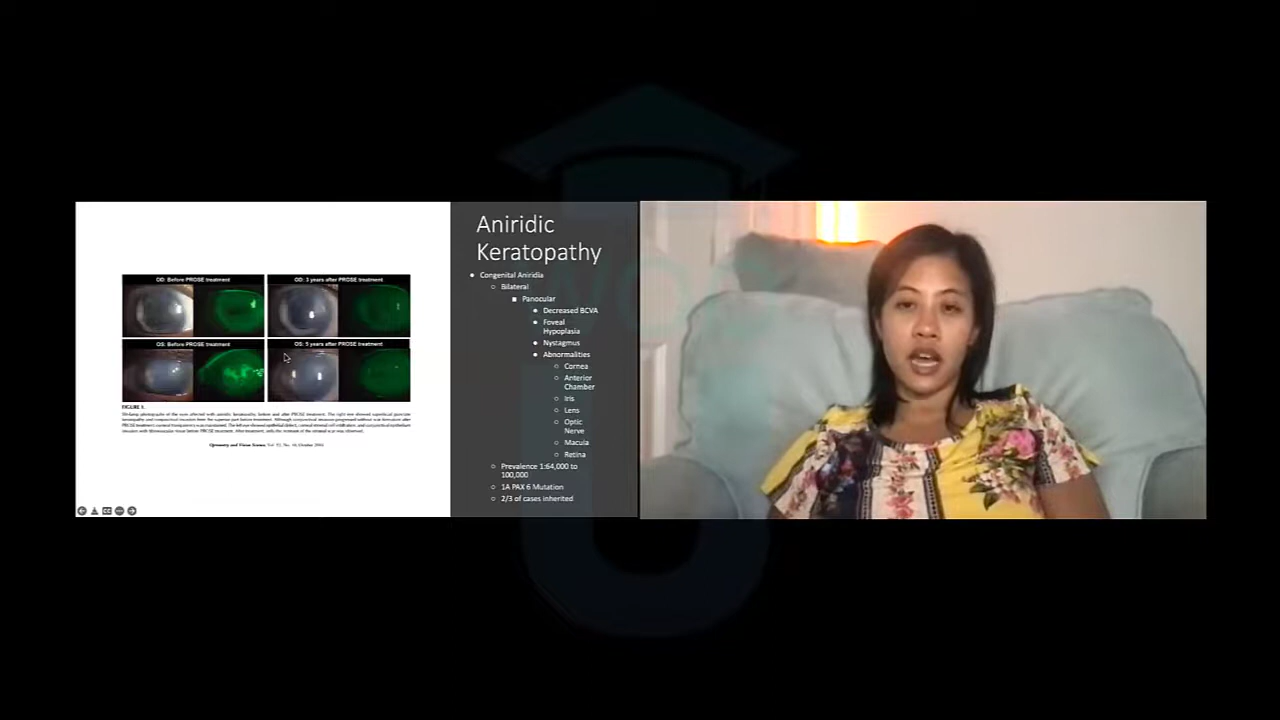 OD: Before PROSE treatment
OD: 3 years after PROSE treatment
OS: Before PROSE treatment
OS: 5 years after PROSE treatment
FIGURE 1.
Optometry and Vision Science,
Aniridic
Keratopathy
Congenital Aniridia
Bilateral
Panocular
Decreased BCVA
Foveal
Hypoplasia
Nystagmus
Abnormalities
Cornea
Anterior
Chamber
Iris
Lens
Optic
Nerve
Macula
Retina
Prevalence 1:64,000 to
100,000
1A PAX 6 Mutation
2/3 of cases inherited